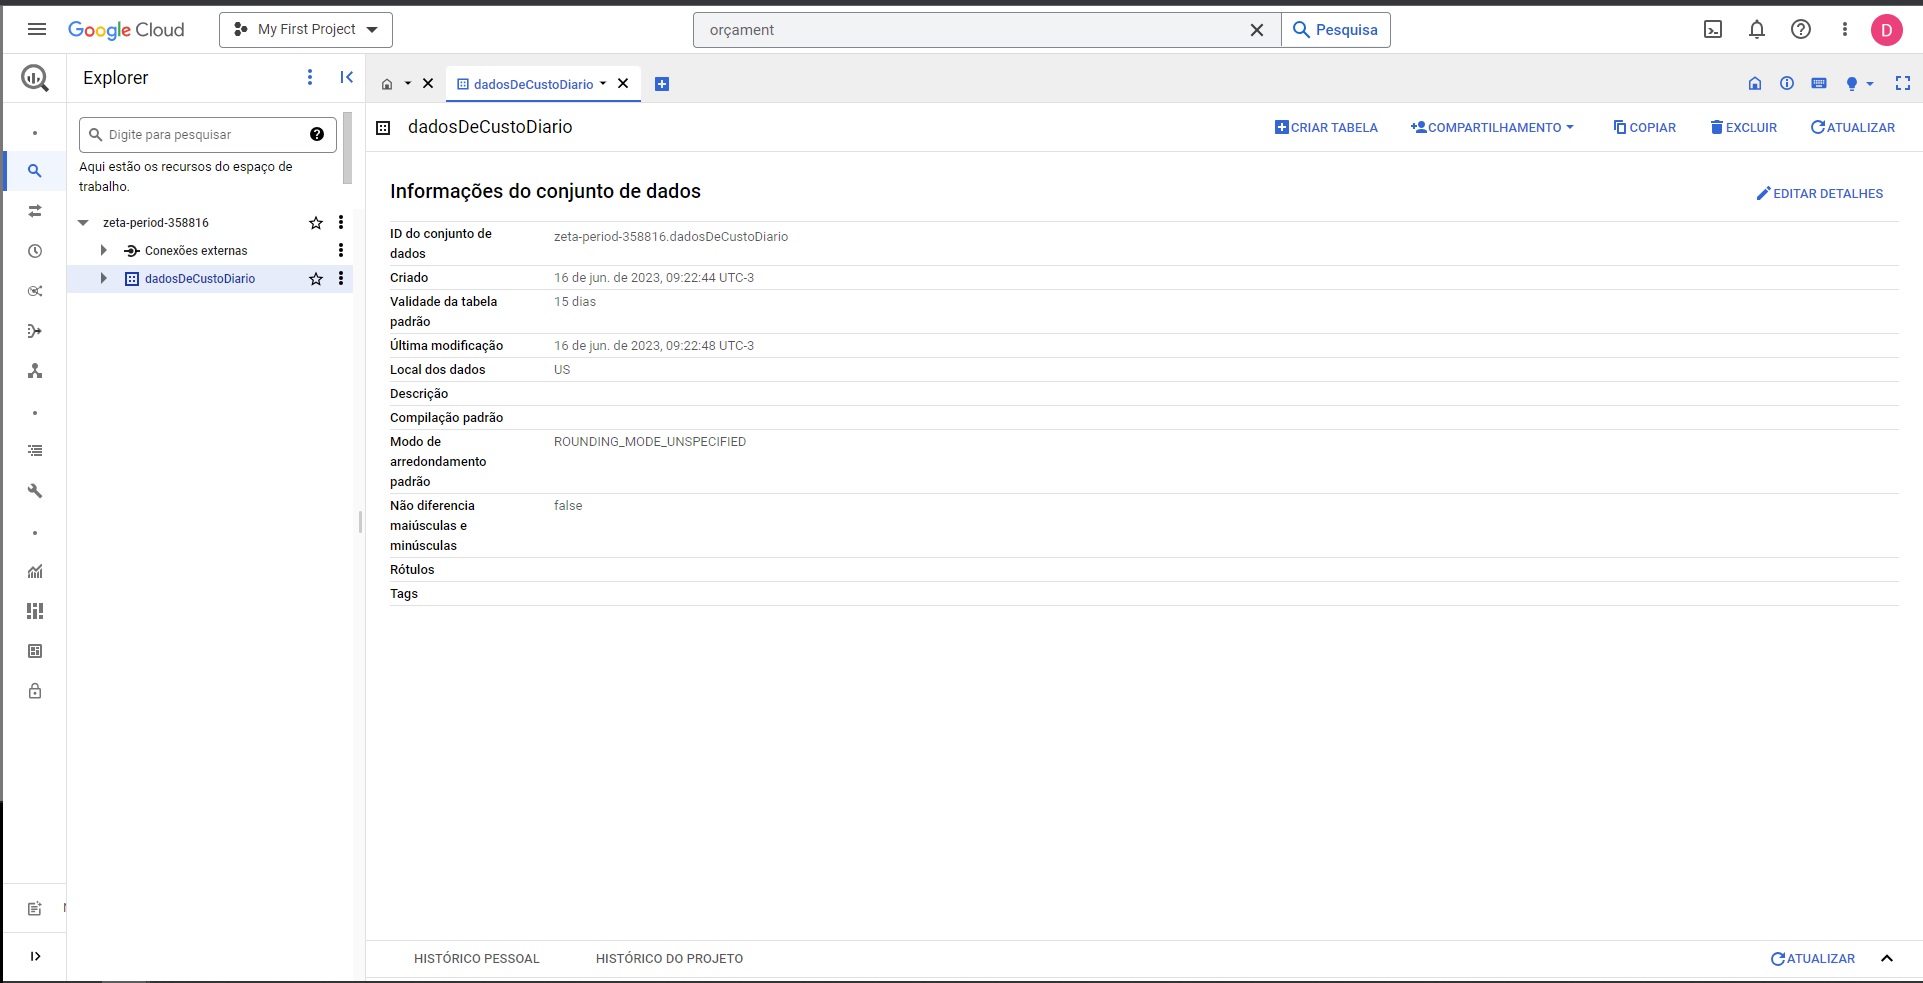 Google Cloud
My First Project
orçament
Pesquisa
D
Explorer
dadosDeCustoDiario
Digite para pesquisar
Aqui estão os recursos do espaço de
trabalho.
zeta-period-358816
Conexões externas
dadosDeCustoDiario
dadosDeCustoDiario
CRIAR TABELA
COMPARTILHAMENTO
COPIAR
EXCLUIR
ATUALIZAR
Informações do conjunto de dados
EDITAR DETALHES
ID do conjunto de
dados
zeta-period-358816.dadosDeCustoDiario
Criado
16 de jun. de 2023, 09:22:44 UTC-3
Validade da tabela
padrão
15 dias
Última modificação
16 de jun. de 2023, 09:22:48 UTC-3
Local dos dados
US
Descrição
Compilação padrão
Modo de
arredondamento
padrão
ROUNDING_MODE_UNSPECIFIED
Não diferencia
maiúsculas e
minúsculas
false
Rótulos
Tags
HISTÓRICO PESSOAL
HISTÓRICO DO PROJETO
ATUALIZAR